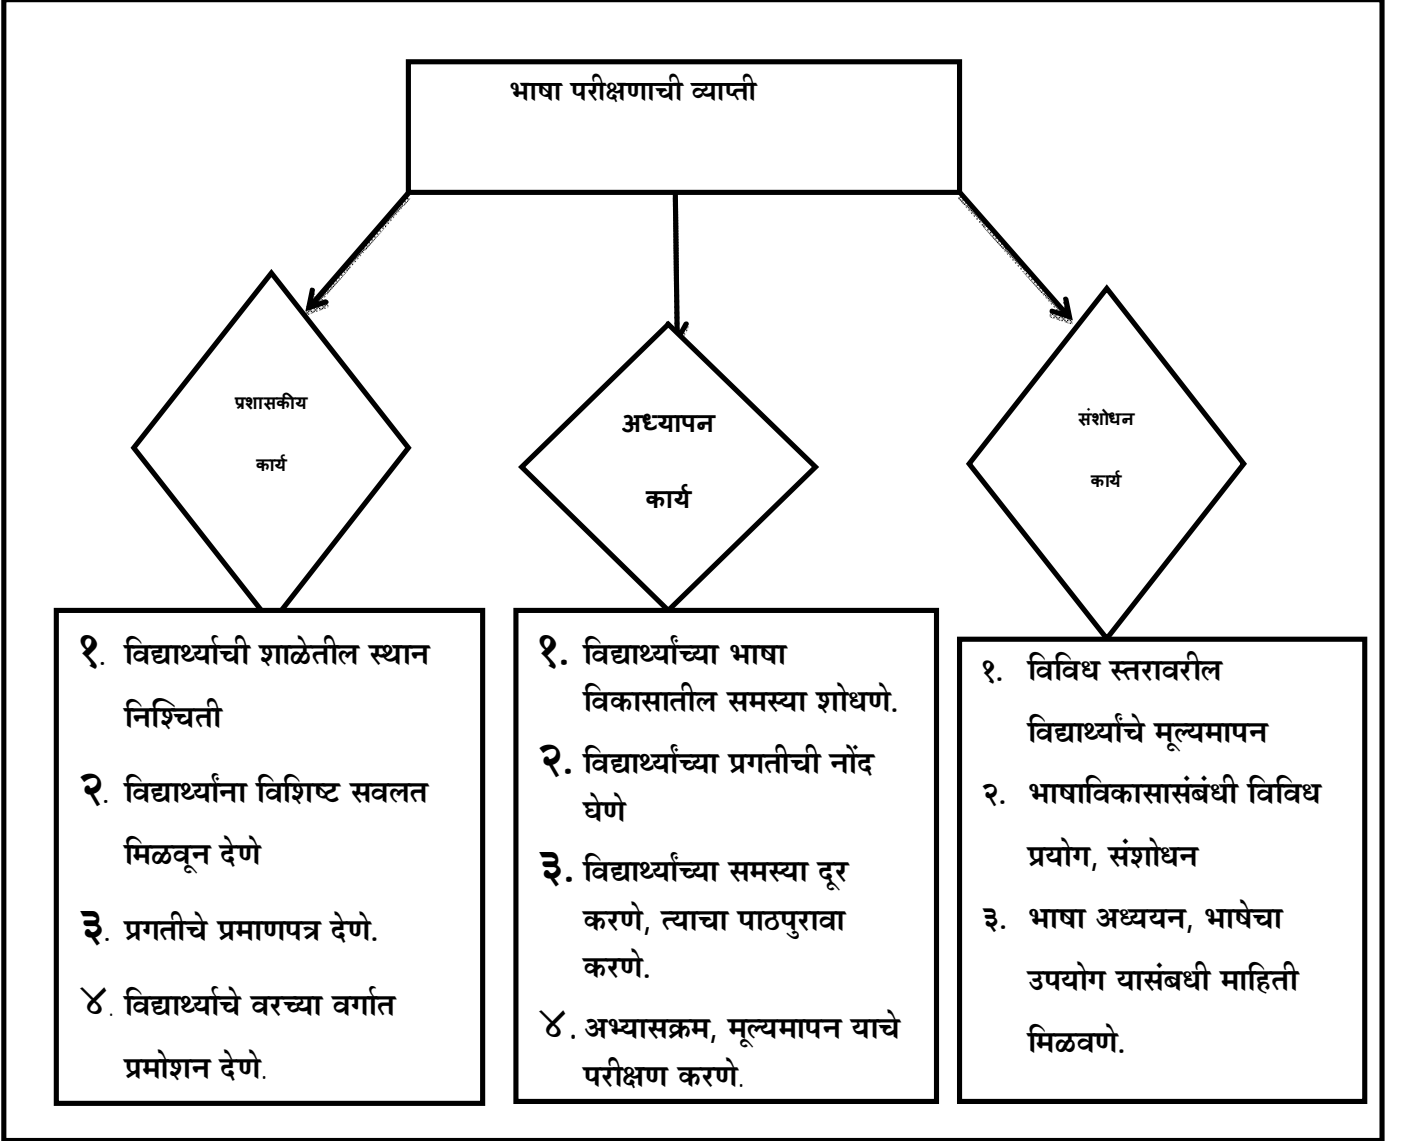 भाषा परीक्षणाची व्याप्ती
प्रशासकीय
कार्य
अध्यापन
कार्य
संशोधन
कार्य
१. विद्यार्थ्याची शाळेतील स्थान
निश्चिती
२. विद्यार्थ्यांना विशिष्ट सवलत
मिळवून देणे
३. प्रगतीचे प्रमाणपत्र देणे.
४. विद्यार्थ्याचे वरच्या वर्गात
प्रमोशन देणे.
१. विद्यार्थ्यांच्या भाषा
विकासातील समस्या शोधणे.
२. विद्यार्थ्यांच्या प्रगतीची नोंद
घेणे
३. विद्यार्थ्यांच्या समस्या दूर
करणे, त्याचा पाठपुरावा
करणे.
४. अभ्यासक्रम, मूल्यमापन याचे
परीक्षण करणे.
१. विविध स्तरावरील
विद्यार्थ्यांचे मूल्यमापन
२. भाषाविकासासंबंधी विविध
प्रयोग, संशोधन
३. भाषा अध्ययन, भाषेचा
उपयोग यासंबधी माहिती
मिळवणे.